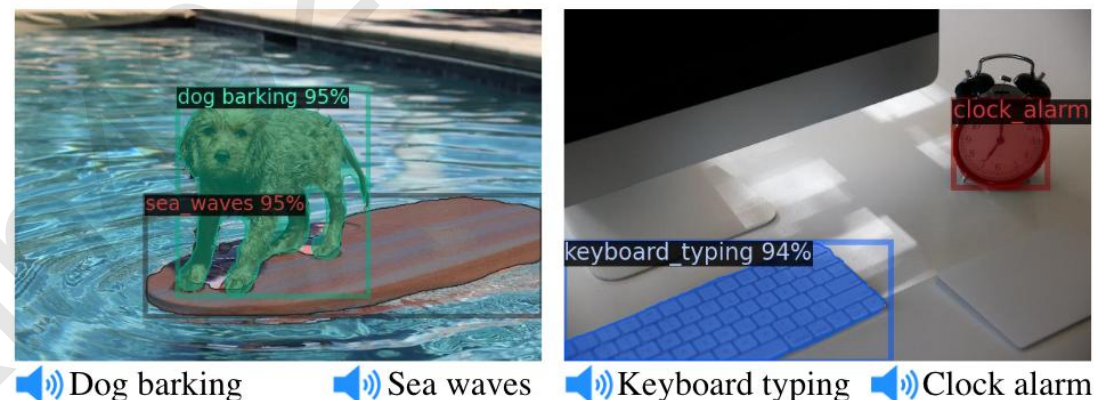 dog barking 95%
sea_waves 95%
clock_alarm
keyboard_typing 94%
Dog barking
Sea waves
Keyboard typing
Clock alarm